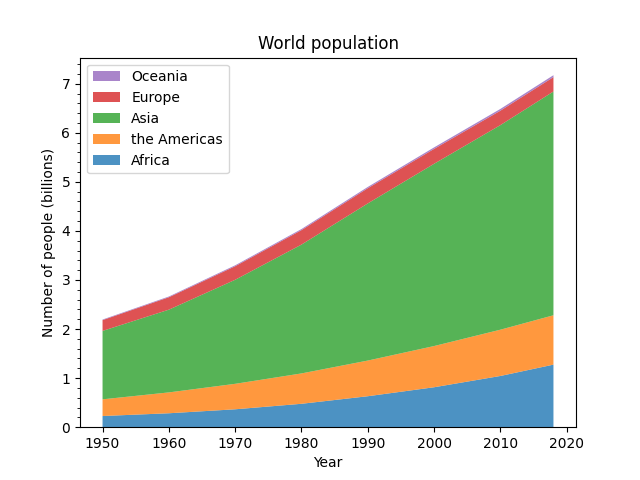 World population
Oceania
Europe
Asia
the Americas
Africa
Number of people (billions)
7
6
5
4
3
2
1
0
1950 1960 1970 1980 1990 2000 2010 2020
Year